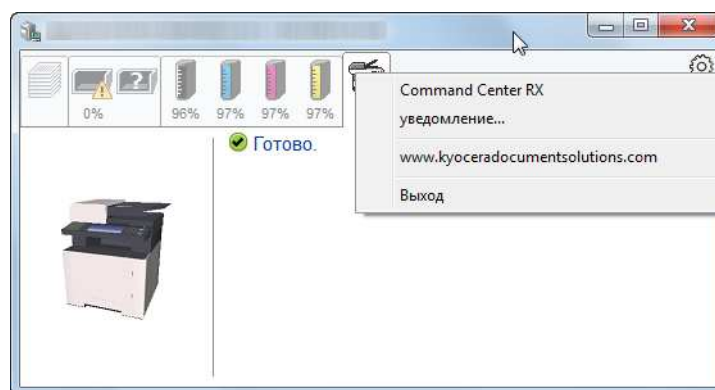 0%
96%
97%
97%
97%
Готово.
Command Center RX
уведомление...
www.kyoceradocumentsolutions.com
Выход